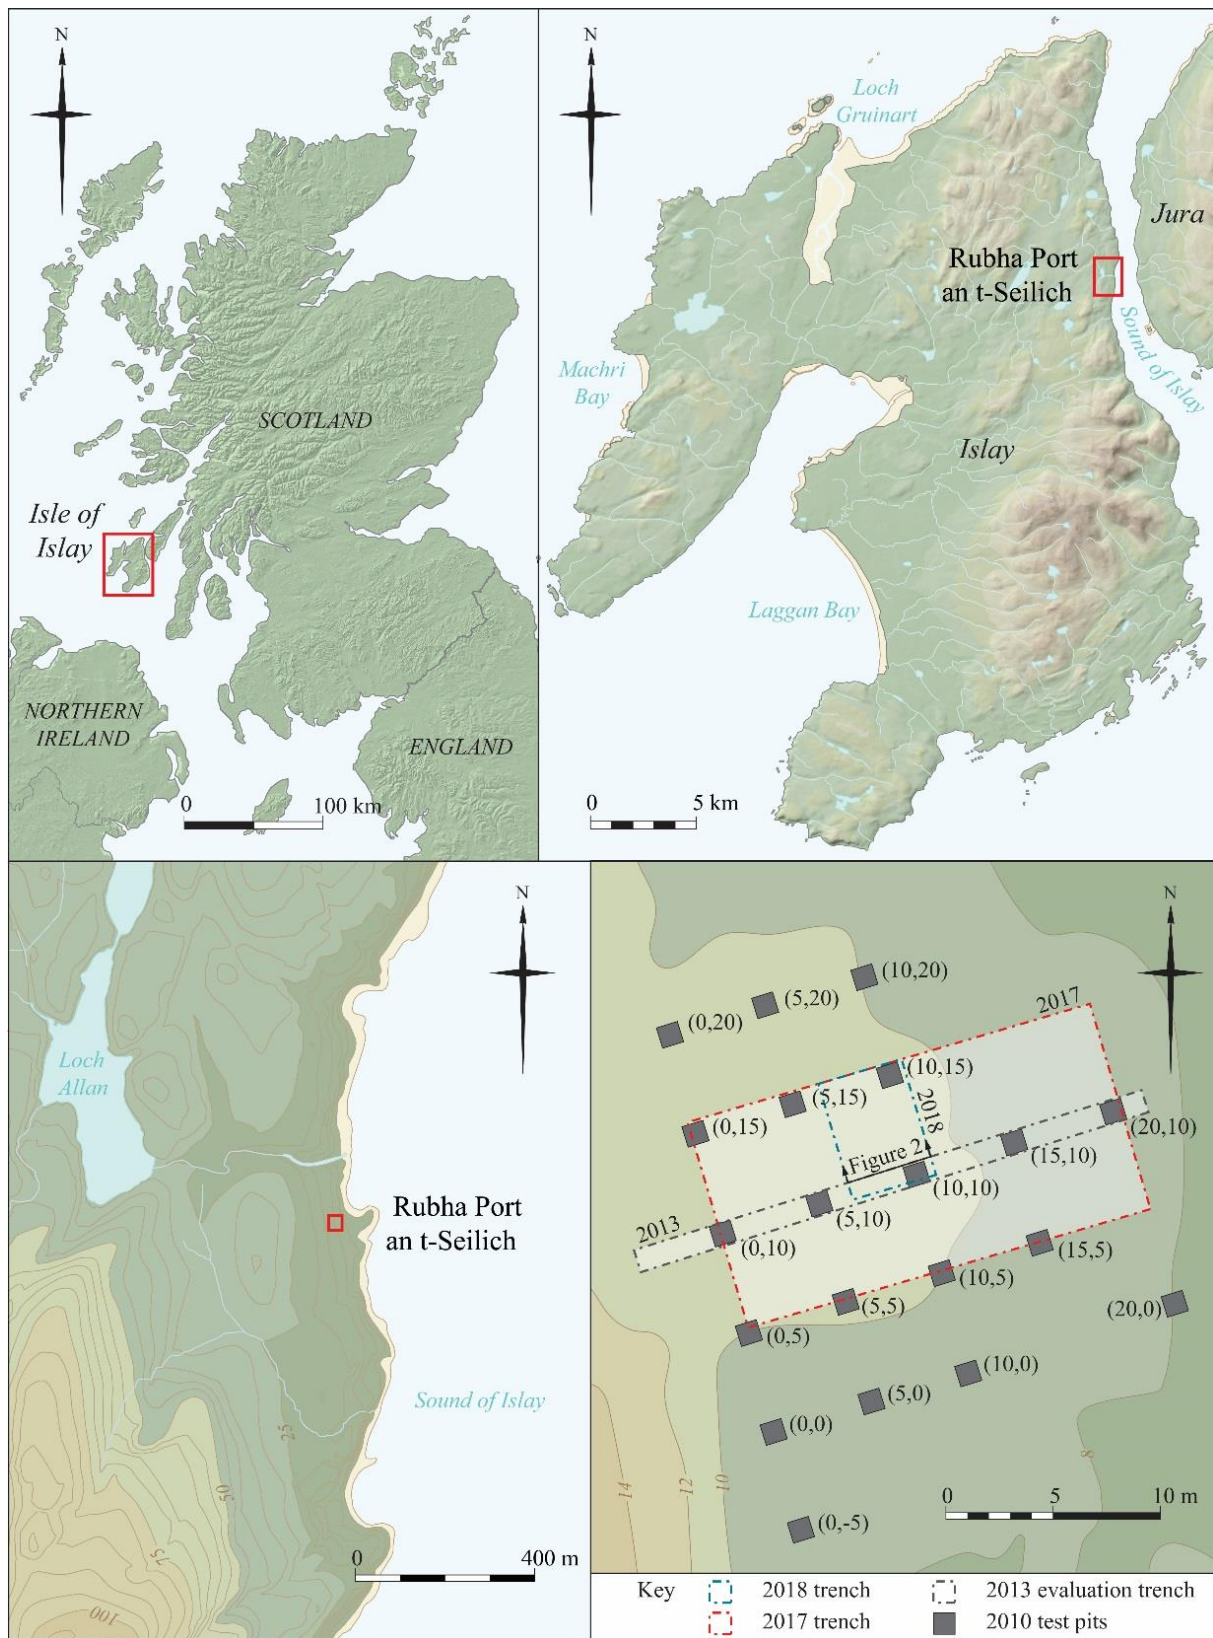 N
SCOTLAND
Isle of
Islay
NORTHERN
IRELAND
ENGLAND
0 100 km
N
Loch
Gruinart
Jura
Rubha Port
an t-Seilich
Sound of Islay
Machri
Bay
Islay
Laggan Bay
0 5 km
N
Loch
Allan
Rubha Port
an t-Seilich
Sound of Islay
25
50
75
100
0 400 m
N
(10,20)
(5,20)
(0,20)
2017
(10,15)
(5,15)
(0,15)
2018
Figure 2
(20,10)
(15,10)
(10,10)
(5,10)
2013
(0,10)
(15,5)
(10,5)
(5,5)
(0,5)
(20,0)
(10,0)
(5,0)
(0,0)
(0,-5)
14
12
10
8
0 5 10 m
Key
2018 trench
2013 evaluation trench
2017 trench
2010 test pits